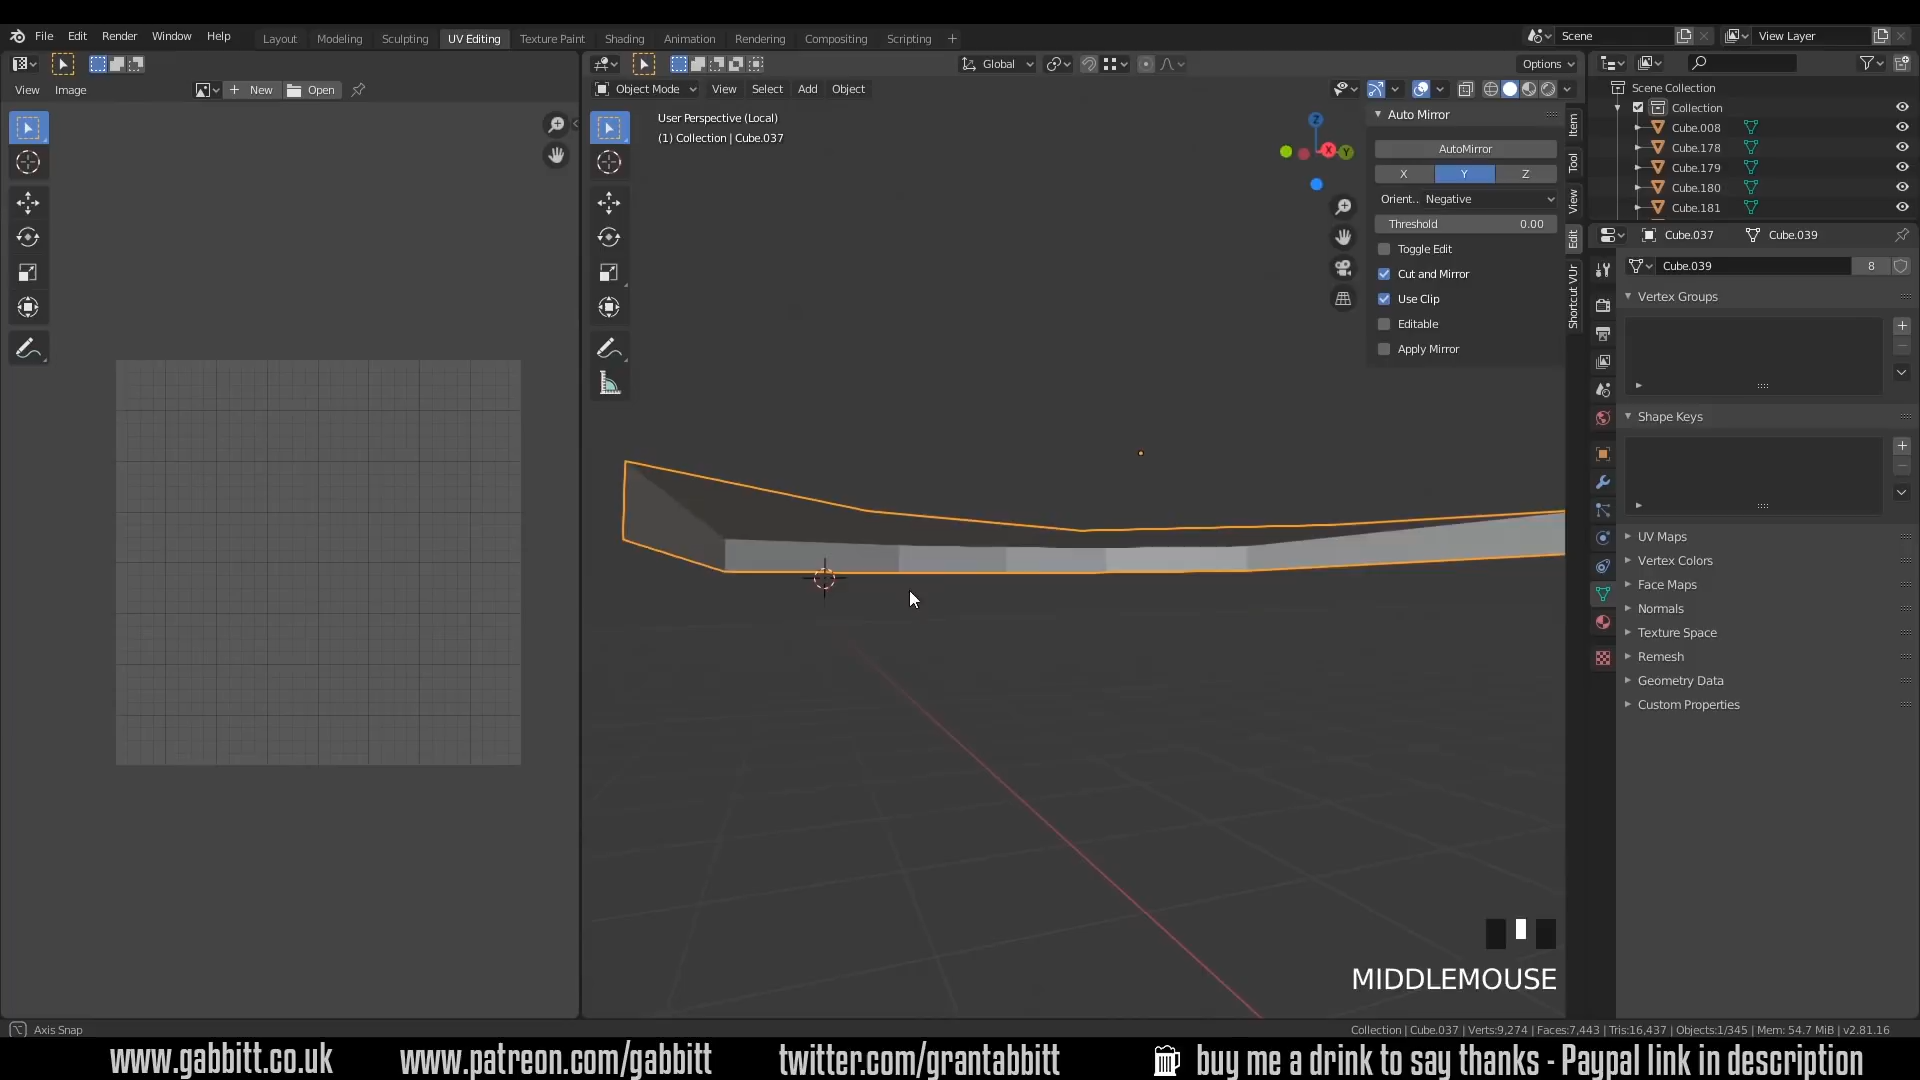 File Edit Render Window Help
Layout Modeling Sculpting UV Editing Texture Paint Shading Animation Rendering Compositing Scripting
Scene
View Layer
Global
Options
View Image
New
Open
Object Mode View Select Add Object
User Perspective (Local)
(1) Collection | Cube.037
Z
X
Y
Auto Mirror
AutoMirror
X Y Z
Orient.. Negative
Threshold 0.00
Toggle Edit
Cut and Mirror
Use Clip
Editable
Apply Mirror
Item
Tool
View
Edit
Shortcut VUr
Scene Collection
Collection
Cube.008
Cube.178
Cube.179
Cube.180
Cube.181
Cube.037 Cube.039
Cube.039 8
Vertex Groups
Shape Keys
UV Maps
Vertex Colors
Face Maps
Normals
Texture Space
Remesh
Geometry Data
Custom Properties
MIDDLEMOUSE
Axis Snap
Collection | Cube.037 | Verts:9,274 | Faces:7,443 | Tris:16,437 | Objects:1/345 | Mem: 54.7 MiB | v2.81.16
www.gabbitt.co.uk www.patreon.com/gabbitt twitter.com/grantabbitt buy me a drink to say thanks - Paypal link in description